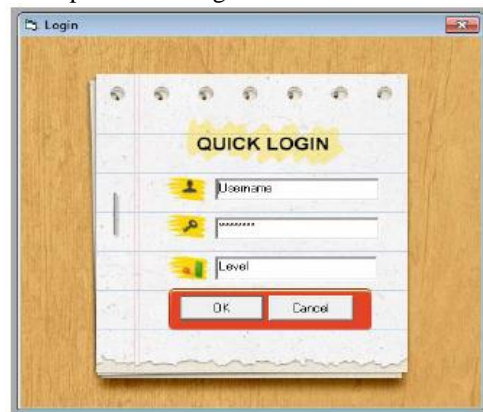 Login
QUICK LOGIN
Username
********
Level
OK Cancel